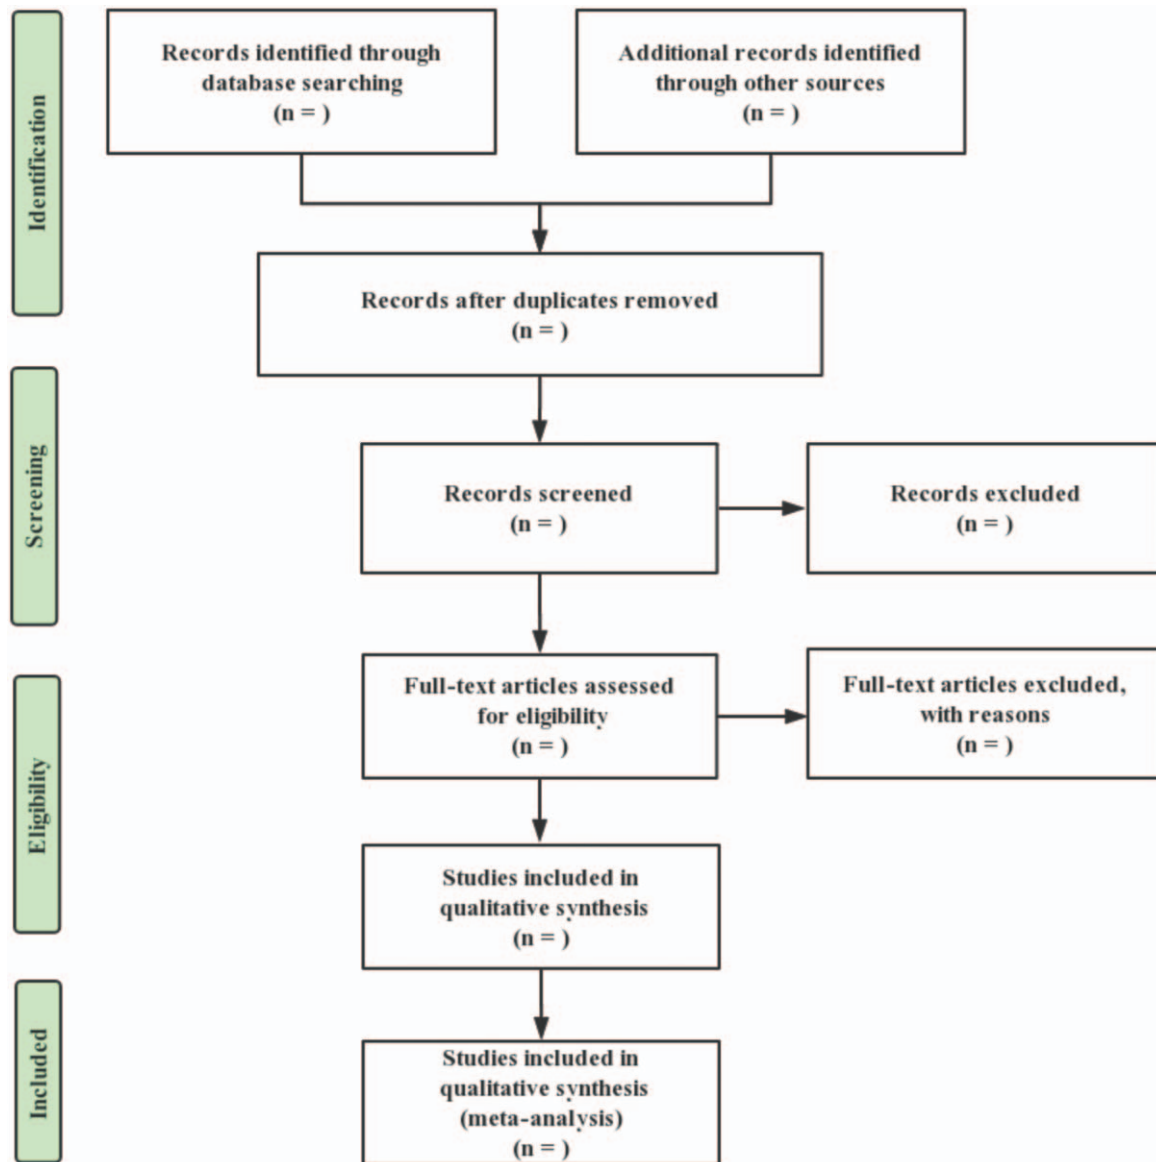 Identification
Records identified through
database searching
(n = )
Additional records identified
through other sources
(n = )
Records after duplicates removed
(n = )
Screening
Records screened
(n = )
Records excluded
(n = )
Eligibility
Full-text articles assessed
for eligibility
(n = )
Full-text articles excluded,
with reasons
(n = )
Studies included in
qualitative synthesis
(n = )
Included
Studies included in
qualitative synthesis
(meta-analysis)
(n = )